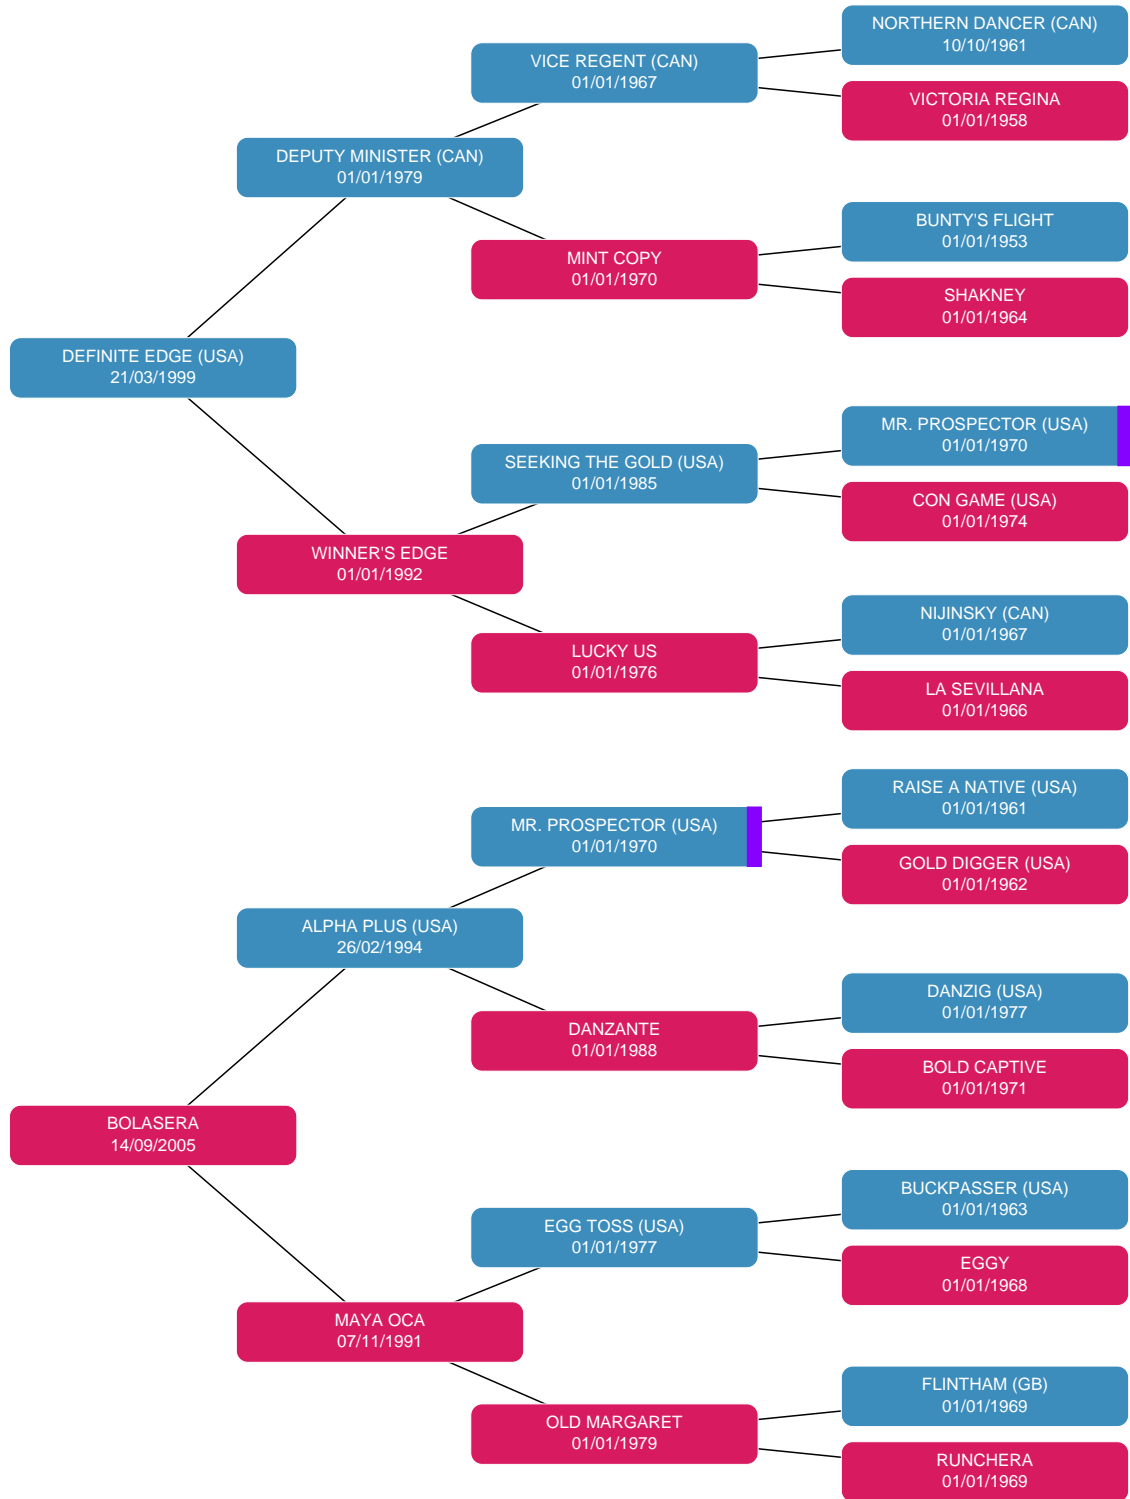 NORTHERN DANCER (CAN)
10/10/1961
VICE REGENT (CAN)
01/01/1967
VICTORIA REGINA
01/01/1958
DEPUTY MINISTER (CAN)
01/01/1979
BUNTY'S FLIGHT
01/01/1953
MINT COPY
01/01/1970
SHAKNEY
01/01/1964
DEFINITE EDGE (USA)
21/03/1999
MR. PROSPECTOR (USA)
01/01/1970
SEEKING THE GOLD (USA)
01/01/1985
CON GAME (USA)
01/01/1974
WINNER'S EDGE
01/01/1992
NIJINSKY (CAN)
01/01/1967
LUCKY US
01/01/1976
LA SEVILLANA
01/01/1966
RAISE A NATIVE (USA)
01/01/1961
MR. PROSPECTOR (USA)
01/01/1970
GOLD DIGGER (USA)
01/01/1962
ALPHA PLUS (USA)
26/02/1994
DANZIG (USA)
01/01/1977
DANZANTE
01/01/1988
BOLD CAPTIVE
01/01/1971
BOLASERA
14/09/2005
BUCKPASSER (USA)
01/01/1963
EGG TOSS (USA)
01/01/1977
EGGY
01/01/1968
MAYA OCA
07/11/1991
FLINTHAM (GB)
01/01/1969
OLD MARGARET
01/01/1979
RUNCHERA
01/01/1969